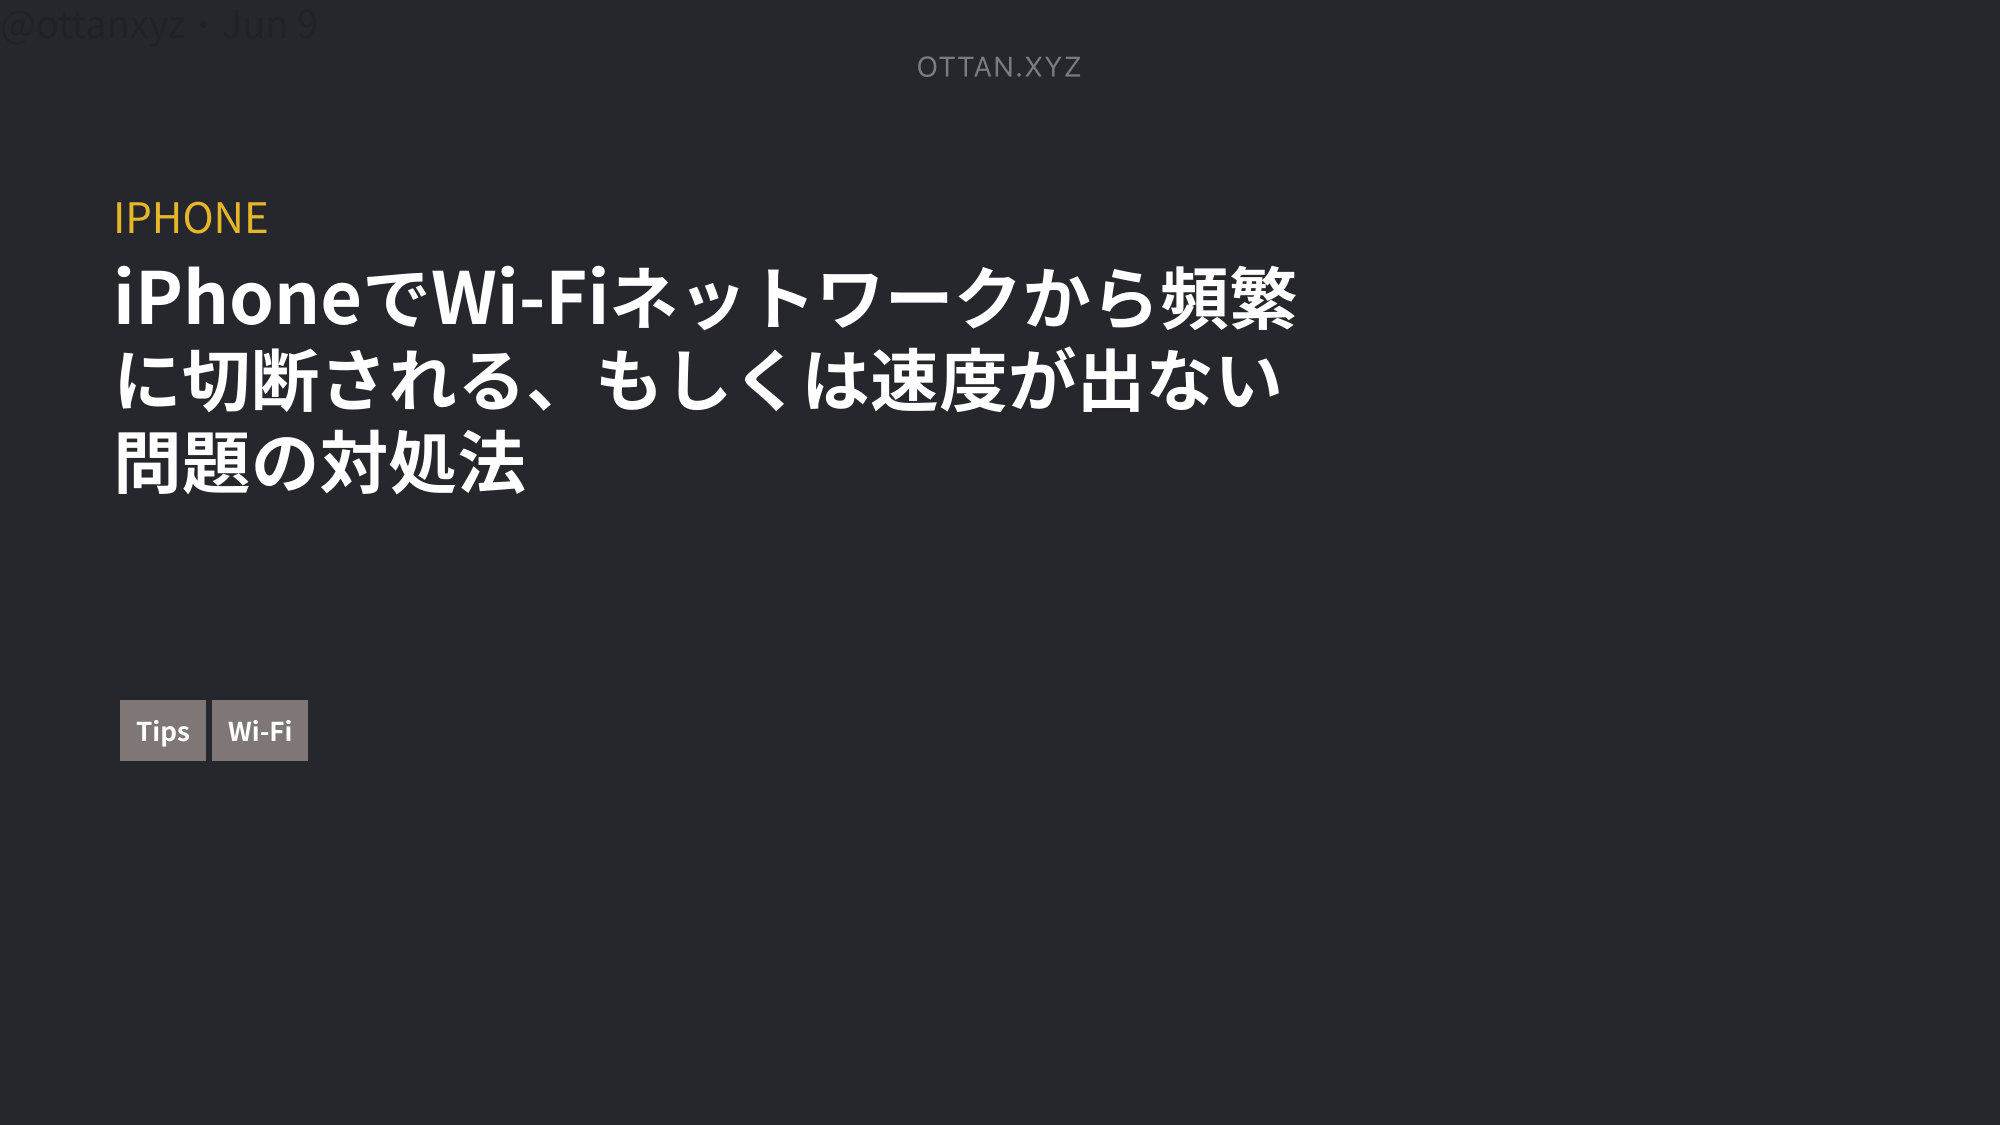 @ottanxyz・Jun 9
OTTAN.XYZ
IPHONE
iPhoneでWi-Fiネットワークから頻繁
に切断される、もしくは速度が出ない
問題の対処法
Tips
Wi-Fi